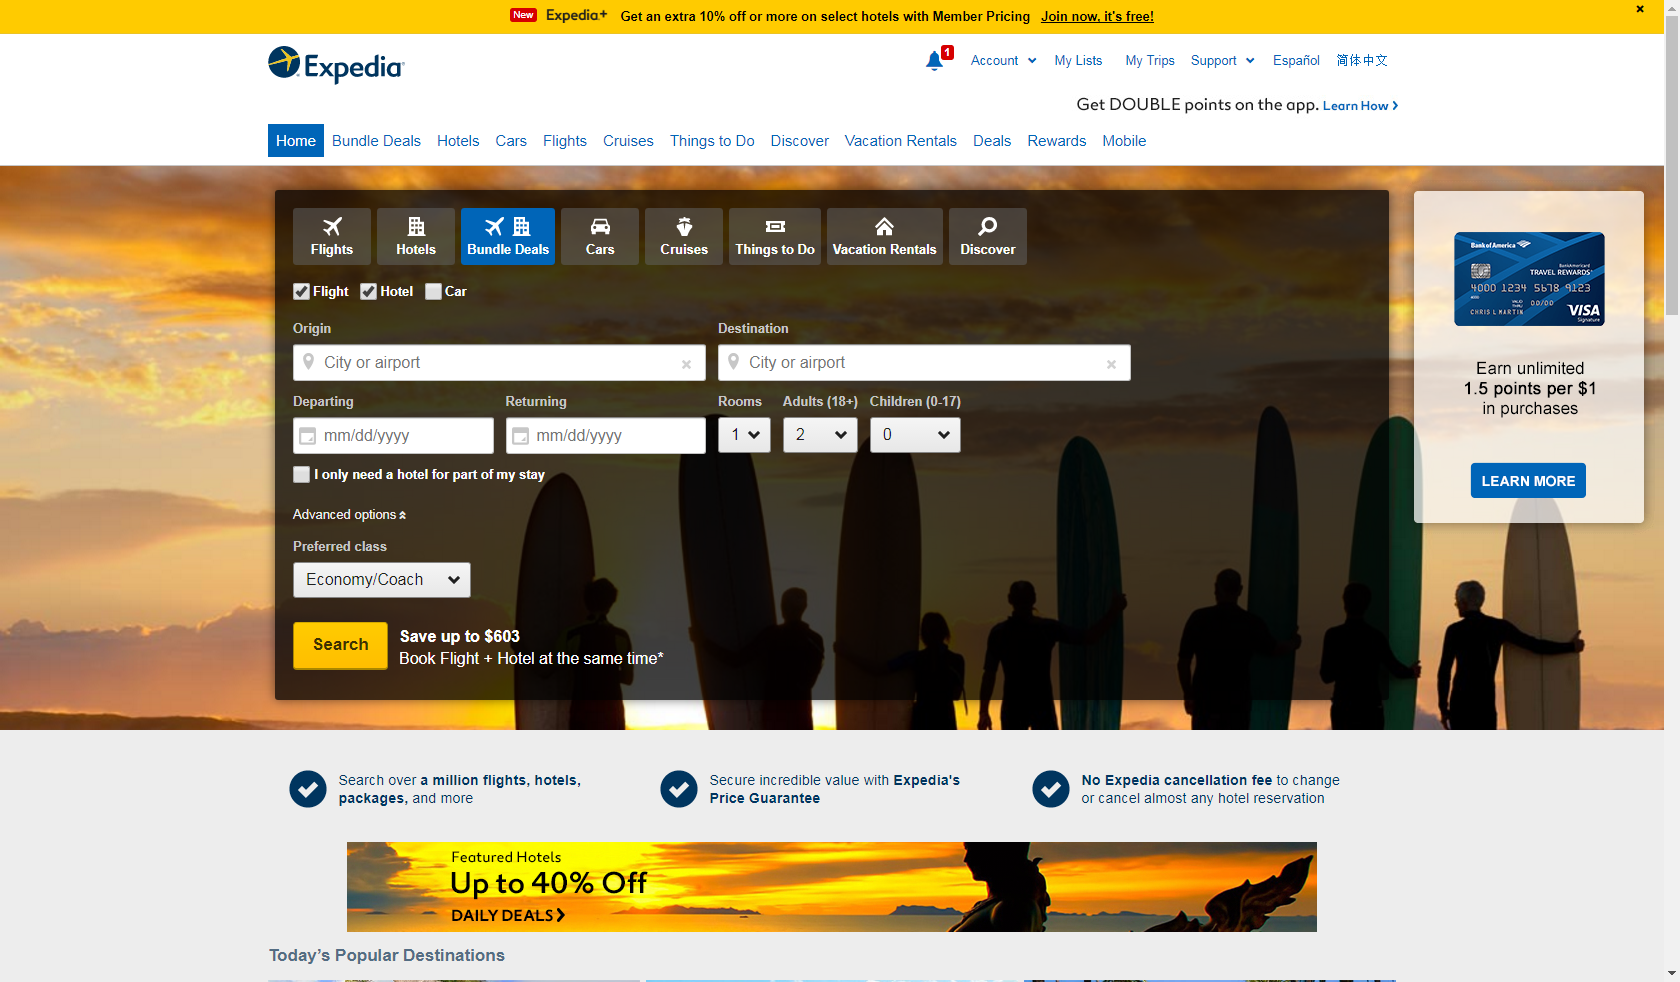 New Expedia+ Get an extra 10% off or more on select hotels with Member Pricing Join now, it's free!
Expedia
1 Account My Lists My Trips Support Español 简体中文
Get DOUBLE points on the app. Learn How
Home Bundle Deals Hotels Cars Flights Cruises Things to Do Discover Vacation Rentals Deals Rewards Mobile
Flights Hotels Bundle Deals Cars Cruises Things to Do Vacation Rentals Discover
Flight Hotel Car
Origin Destination
City or airport City or airport
Departing Returning Rooms Adults (18+) Children (0-17)
mm/dd/yyyy mm/dd/yyyy 1 2 0
I only need a hotel for part of my stay
Advanced options
Preferred class
Economy/Coach
Search
Save up to $603
Book Flight + Hotel at the same time*
Bank of America
BankAmericard
TRAVEL REWARDS
4000 1234 5678 9123
4000 VALID THRU 00/00
CHRIS L MARTIN
VISA
Signature
Earn unlimited
1.5 points per $1
in purchases
LEARN MORE
Search over a million flights, hotels,
packages, and more
Secure incredible value with Expedia's
Price Guarantee
No Expedia cancellation fee to change
or cancel almost any hotel reservation
Featured Hotels
Up to 40% Off
DAILY DEALS
Today's Popular Destinations